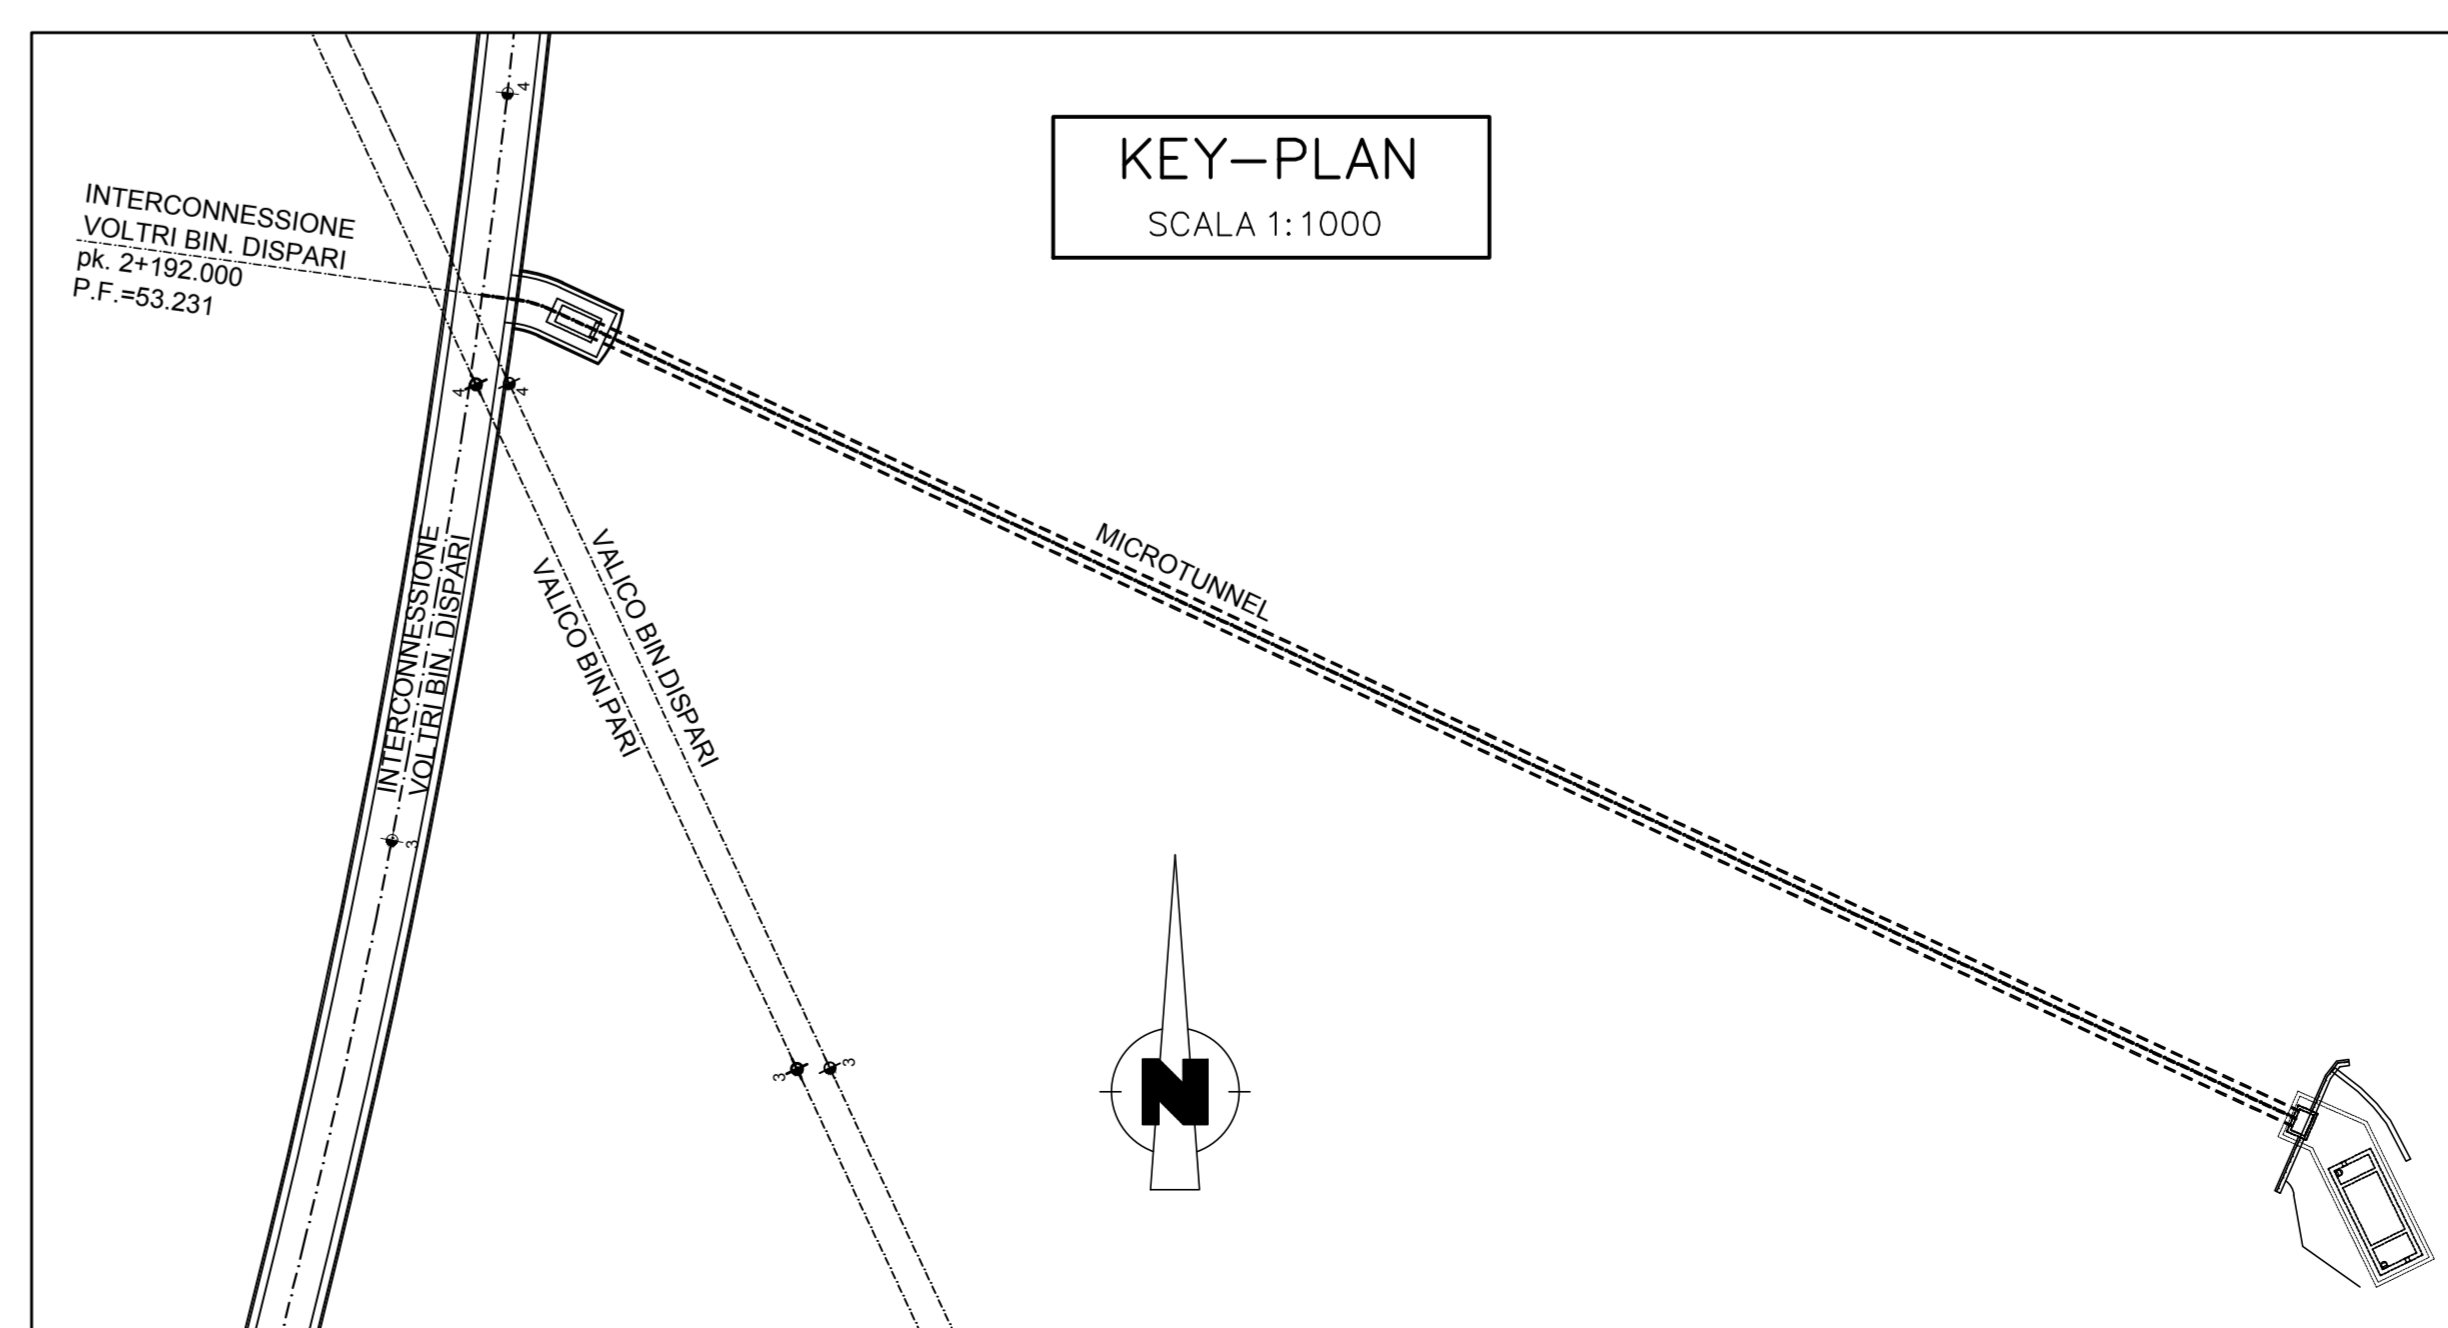 KEY-PLAN
SCALA 1:1000
4
INTERCONNESSIONE
VOLTRI BIN. DISPARI
pk. 2+192.000
P.F.=53.231
4
4
MICROTUNNEL
INTERCONNESSIONE
VOLTRI BIN. DISPARI
VALICO BIN.DISPARI
VALICO BIN.PARI
3
3
3
N